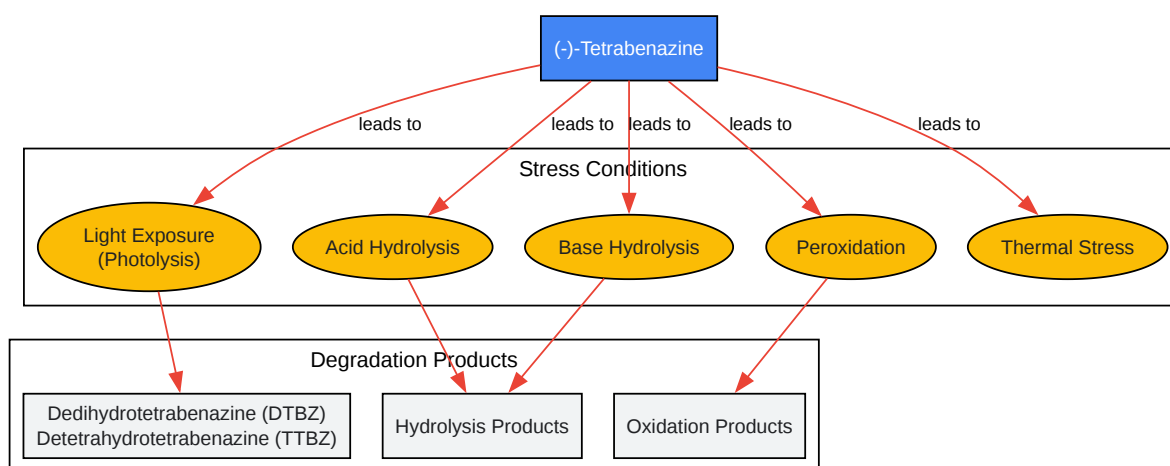 (-)-Tetrabenazine
leads to
leads to
leads to
leads to
leads to
Stress Conditions
Light Exposure
(Photolysis)
Acid Hydrolysis
Base Hydrolysis
Peroxidation
Thermal Stress
Degradation Products
Dedihydrotetrabenazine (DTBZ)
Detetrahydrotetrabenazine (TTBZ)
Hydrolysis Products
Oxidation Products